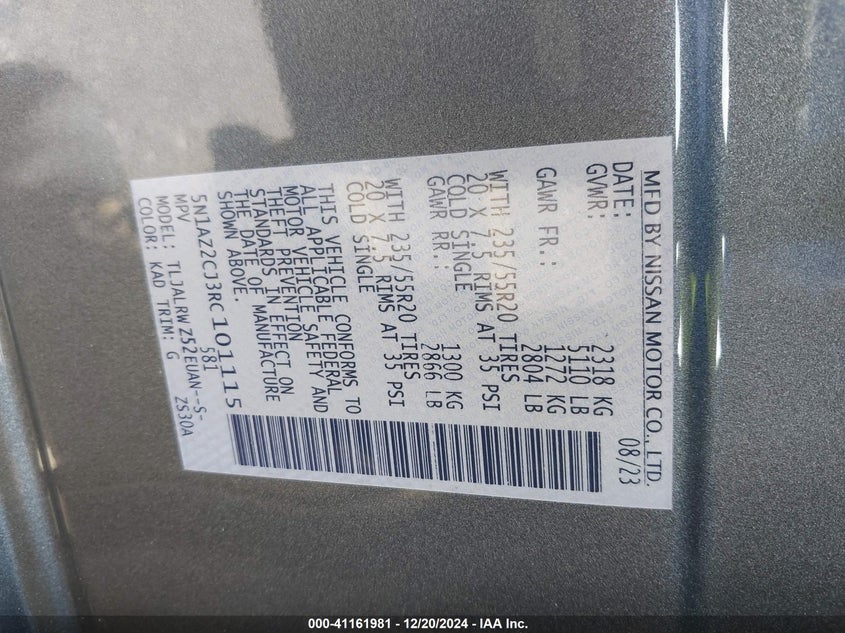 MFD BY NISSAN MOTOR CO., LTD.
DATE: 08/23
GVWR: 2318 KG
5110 LB
GAWR FR.: 1272 KG
2804 LB
WITH 235/55R20 TIRES
20 X 7.5 RIMS AT 35 PSI
COLD SINGLE
GAWR RR.: 1300 KG
2866 LB
WITH 235/55R20 TIRES
20 X 7.5 RIMS AT 35 PSI
COLD SINGLE
THIS VEHICLE CONFORMS TO
ALL APPLICABLE FEDERAL
MOTOR VEHICLE SAFETY AND
THEFT PREVENTION
STANDARDS IN EFFECT ON
THE DATE OF MANUFACTURE
SHOWN ABOVE.
5N1AZ2CJ3RC101115
MPV 581
MODEL: TLJALRWZ52EUAN--S-
COLOR: KAD TRIM: G ZS30A
000-41161981 - 12/20/2024 - IAA Inc.